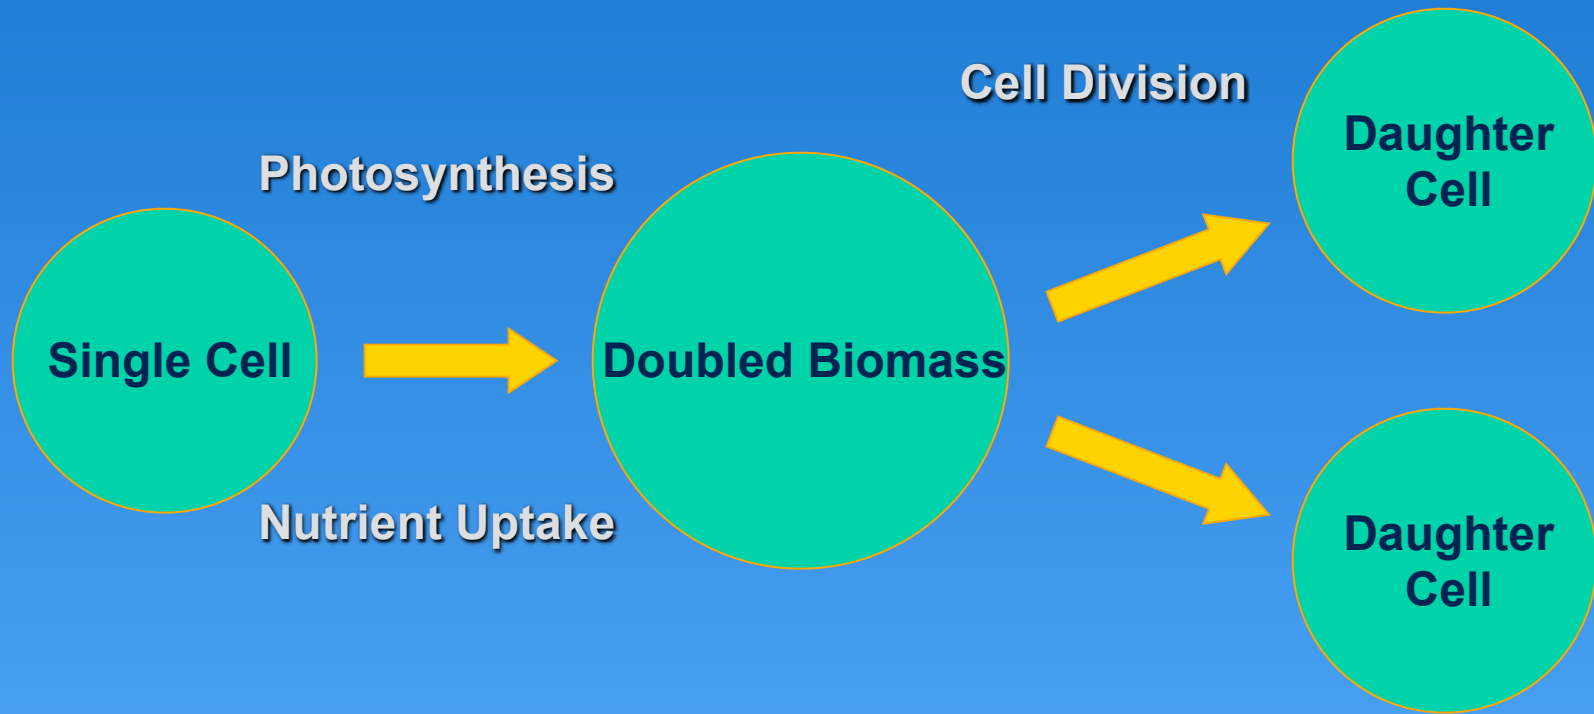 Cell Division
Daughter
Cell
Photosynthesis
Single Cell
Doubled Biomass
Nutrient Uptake
Daughter
Cell